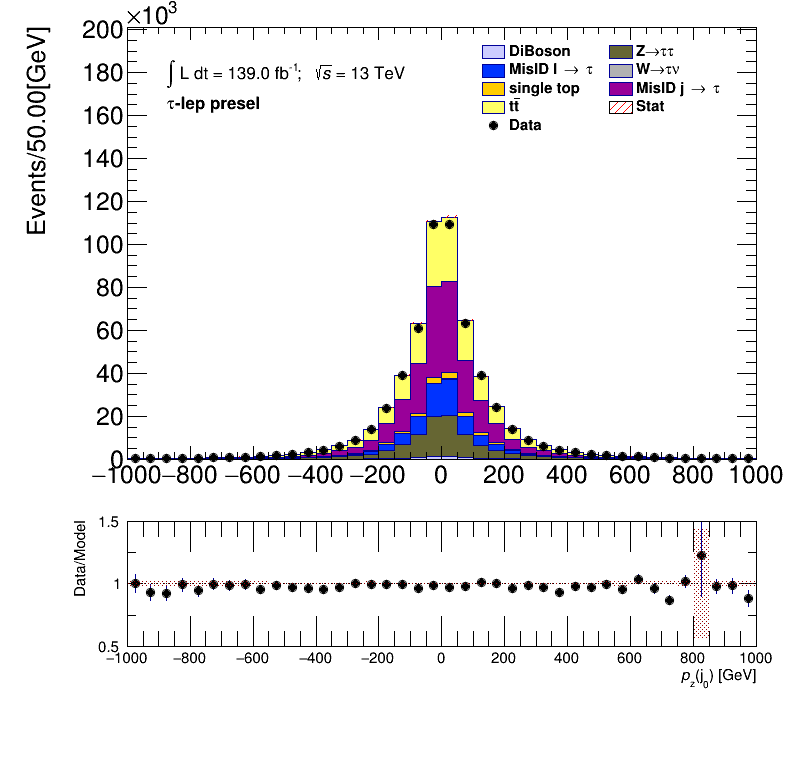 ×10³
Events/50.00[GeV]
200
180
160
140
120
100
80
60
40
20
0
−1000 −800 −600 −400 −200 0 200 400 600 800 1000
∫ L dt = 139.0 fb⁻¹; √s = 13 TeV
τ-lep presel
DiBoson Z→ττ
MisID l → τ W→τν
single top MisID j → τ
tt̄ Stat
Data
Data/Model
1.5
1
0.5
−1000 −800 −600 −400 −200 0 200 400 600 800 1000
p_z(j_0) [GeV]